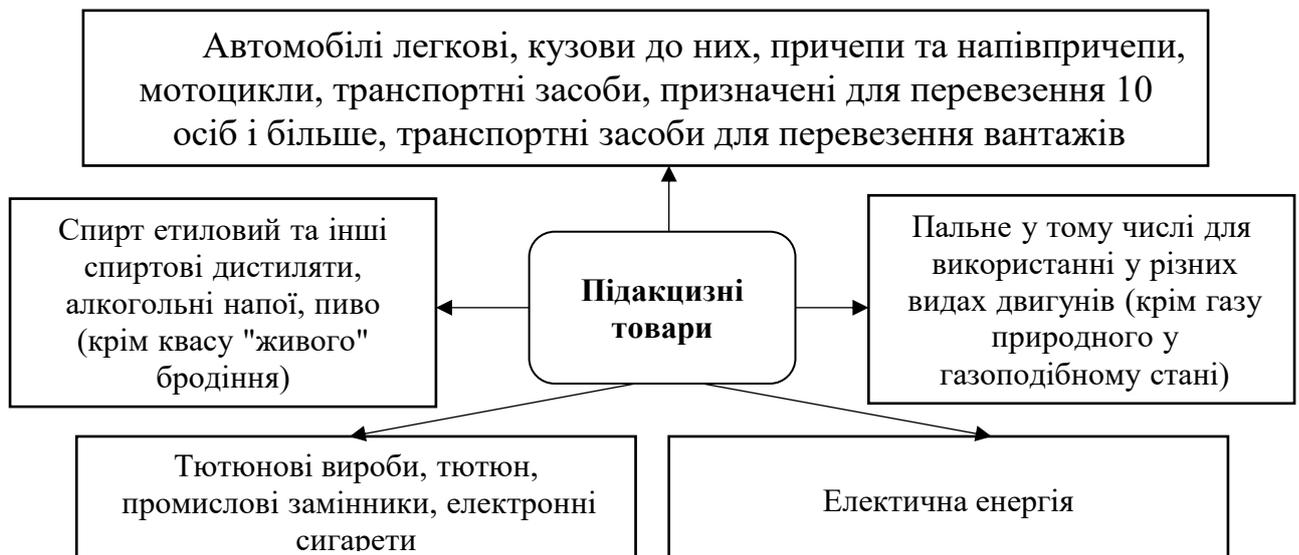 Автомобілі легкові, кузови до них, причепи та напівпричепи,
мотоцикли, транспортні засоби, призначені для перевезення 10
осіб і більше, транспортні засоби для перевезення вантажів
Спирт етиловий та інші
спиртові дистиляти,
алкогольні напої, пиво
(крім квасу "живого"
бродіння)
Підакцизні
товари
Пальне у тому числі для
використанні у різних
видах двигунів (крім газу
природного у
газоподібному стані)
Тютюнові вироби, тютюн,
промислові замінники, електронні
сигарети
Електична енергія